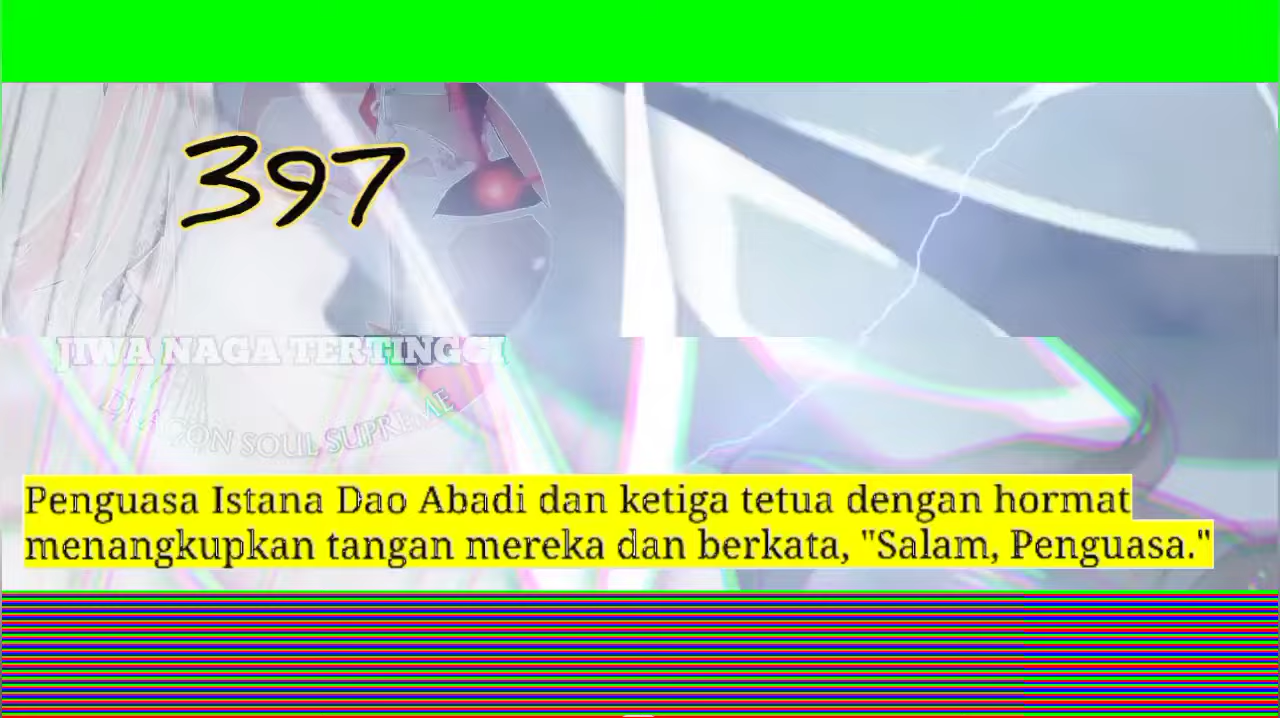 397
JIWA NAGA TERTINGGI
DRAGON SOUL SUPREME
Penguasa Istana Dao Abadi dan ketiga tetua dengan hormat
menangkupkan tangan mereka dan berkata, "Salam, Penguasa."